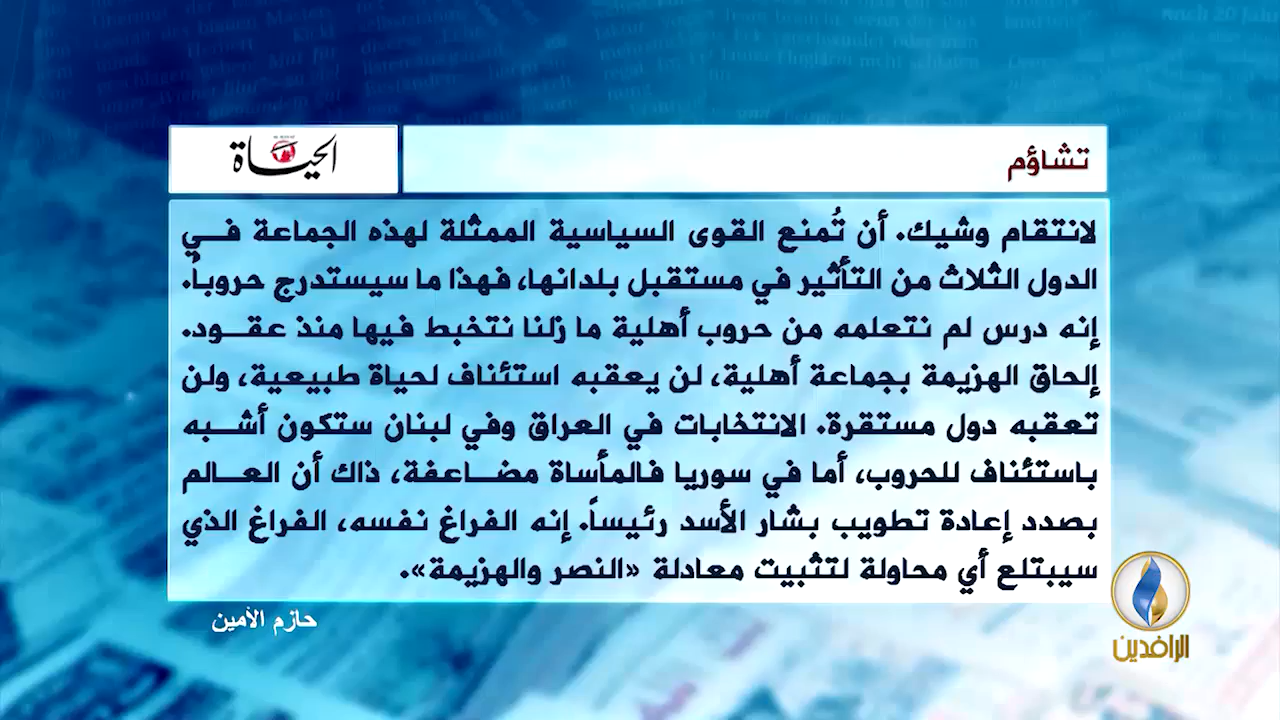 الحياة
تشاؤم
لانتقام وشيك. أن تُمنع القوى السياسية الممثلة لهذه الجماعة في
الدول الثلاث من التأثير في مستقبل بلدانها، فهذا ما سيستدرج حروباً.
إنه درس لم نتعلمه من حروب أهلية ما زلنا نتخبط فيها منذ عقود.
إلحاق الهزيمة بجماعة أهلية، لن يعقبه استئناف لحياة طبيعية، ولن
تعقبه دول مستقرة. الانتخابات في العراق وفي لبنان ستكون أشبه
باستئناف للحروب، أما في سوريا فالمأساة مضاعفة، ذاك أن العالم
بصدد إعادة تطويب بشار الأسد رئيساً. إنه الفراغ نفسه، الفراغ الذي
سيبتلع أي محاولة لتثبيت معادلة «النصر والهزيمة».
حازم الأمين
الرافدين